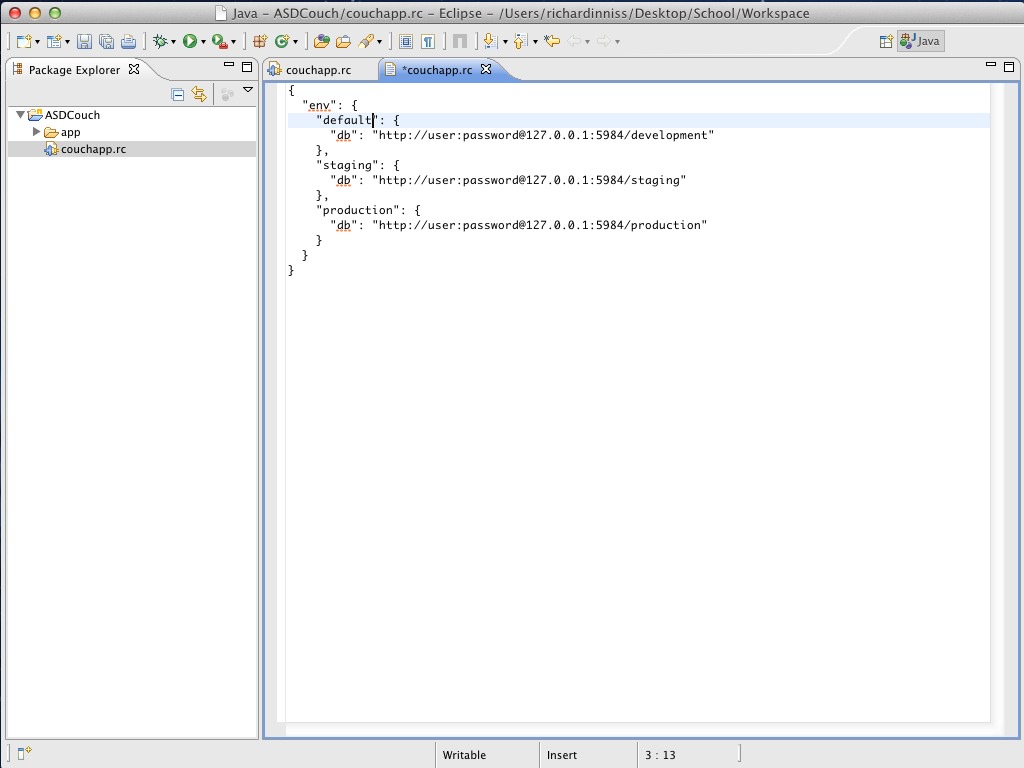 Java – ASDCouch/couchapp.rc – Eclipse – /Users/richardinniss/Desktop/School/Workspace
Java
Package Explorer
couchapp.rc
*couchapp.rc
ASDCouch
app
couchapp.rc
{
  "env": {
    "default": {
      "db": "http://user:password@127.0.0.1:5984/development"
    },
    "staging": {
      "db": "http://user:password@127.0.0.1:5984/staging"
    },
    "production": {
      "db": "http://user:password@127.0.0.1:5984/production"
    }
  }
}
Writable
Insert
3 : 13